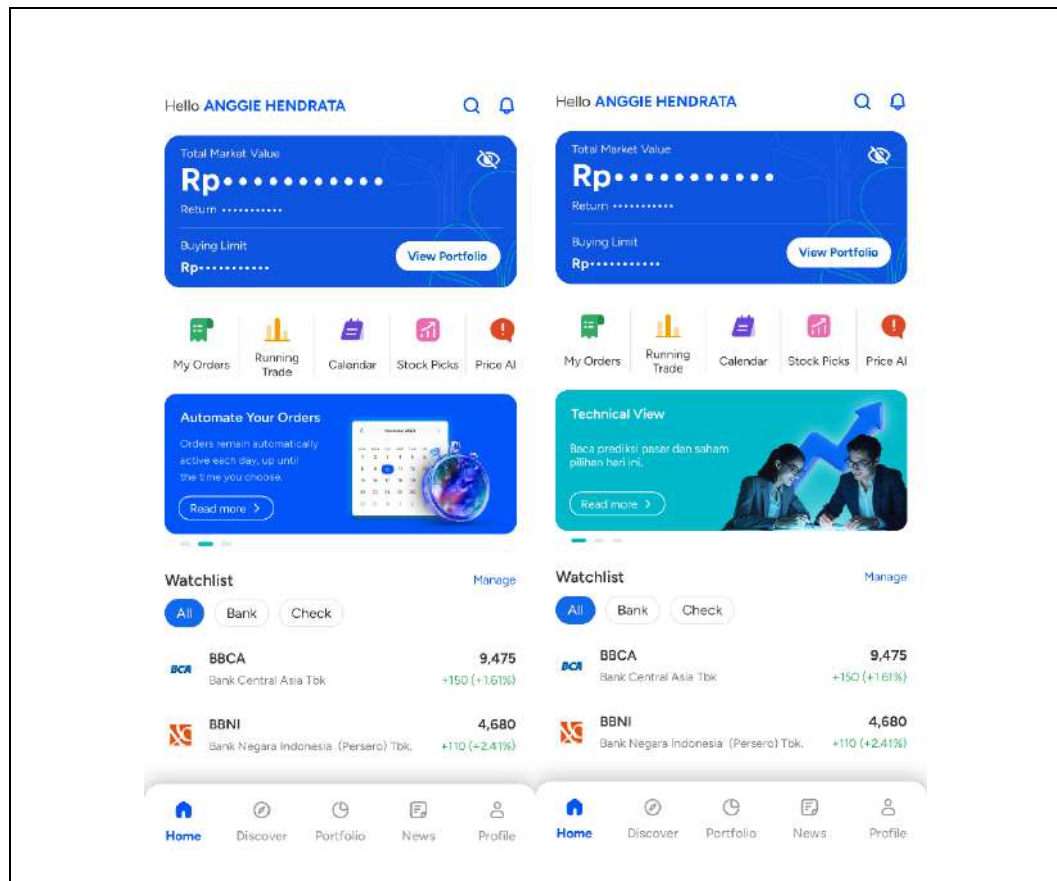 Hello ANGGIE HENDRATA
Total Market Value
Rp•••••••••••
Return •••••••••••
Buying Limit
Rp•••••••••••
View Portfolio
My Orders
Running
Trade
Calendar
Stock Picks
Price Al
Automate Your Orders
Orders remain automatically
active each day, up until
the time you choose.
Read more >
Watchlist
Manage
All
Bank
Check
BCA
BBCA
9,475
Bank Central Asia Tbk
+150 (+1.61%)
BBNI
4,680
Bank Negara Indonesia (Persero) Tbk.
+110 (+2.41%)
Home
Discover
Portfolio
News
Profile
Hello ANGGIE HENDRATA
Total Market Value
Rp•••••••••••
Return •••••••••••
Buying Limit
Rp•••••••••••
View Portfolio
My Orders
Running
Trade
Calendar
Stock Picks
Price Al
Technical View
Baca prediksi pasar dan saham
pilihan hari ini.
Read more >
Watchlist
Manage
All
Bank
Check
BCA
BBCA
9,475
Bank Central Asia Tbk
+150 (+1.61%)
BBNI
4,680
Bank Negara Indonesia (Persero) Tbk.
+110 (+2.41%)
Home
Discover
Portfolio
News
Profile